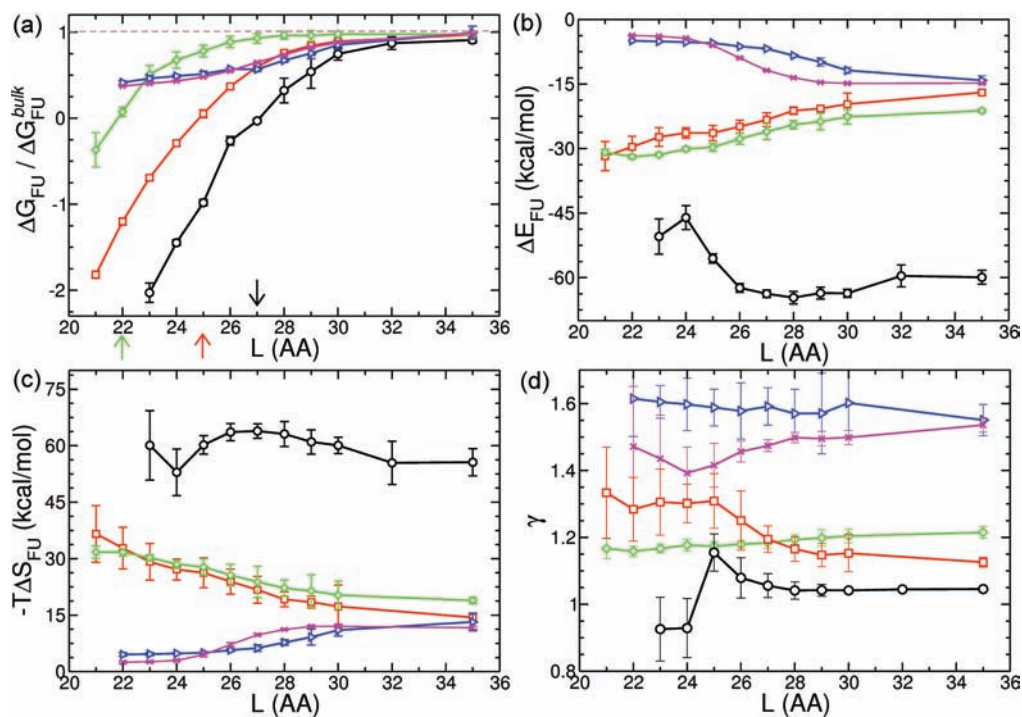 (a)
1
0
-1
-2
ΔG_FU / ΔG_FU^bulk
20 22 24 26 28 30 32 34 36
L (AA)
(b)
-0
-15
-30
-45
-60
ΔE_FU (kcal/mol)
20 22 24 26 28 30 32 34 36
L (AA)
(c)
75
60
45
30
15
0
-TΔS_FU (kcal/mol)
20 22 24 26 28 30 32 34 36
L (AA)
(d)
1.6
1.4
1.2
1
0.8
γ
20 22 24 26 28 30 32 34 36
L (AA)